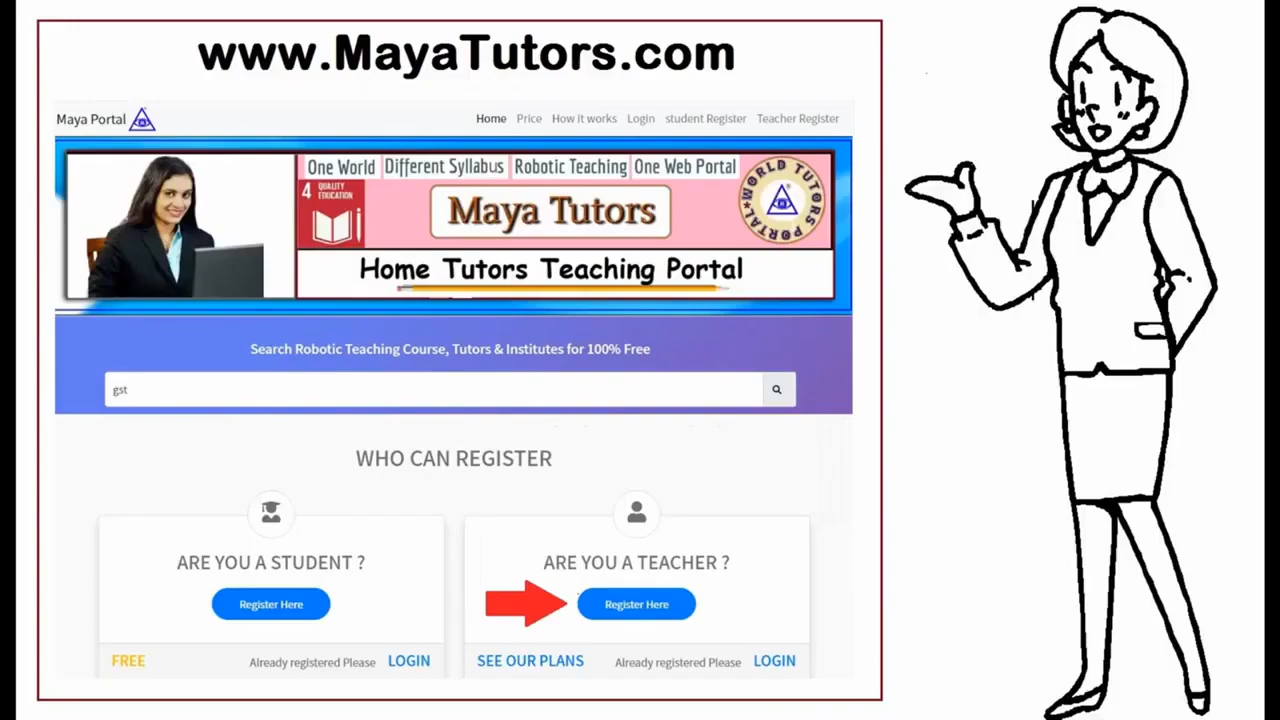 www.MayaTutors.com
Maya Portal
Home Price How it works Login student Register Teacher Register
One World Different Syllabus Robotic Teaching One Web Portal
4 QUALITY
EDUCATION
Maya Tutors
WORLD TUTORS PORTAL
Home Tutors Teaching Portal
Search Robotic Teaching Course, Tutors & Institutes for 100% Free
gst
WHO CAN REGISTER
ARE YOU A STUDENT ?
Register Here
FREE Already registered Please LOGIN
ARE YOU A TEACHER ?
Register Here
SEE OUR PLANS Already registered Please LOGIN